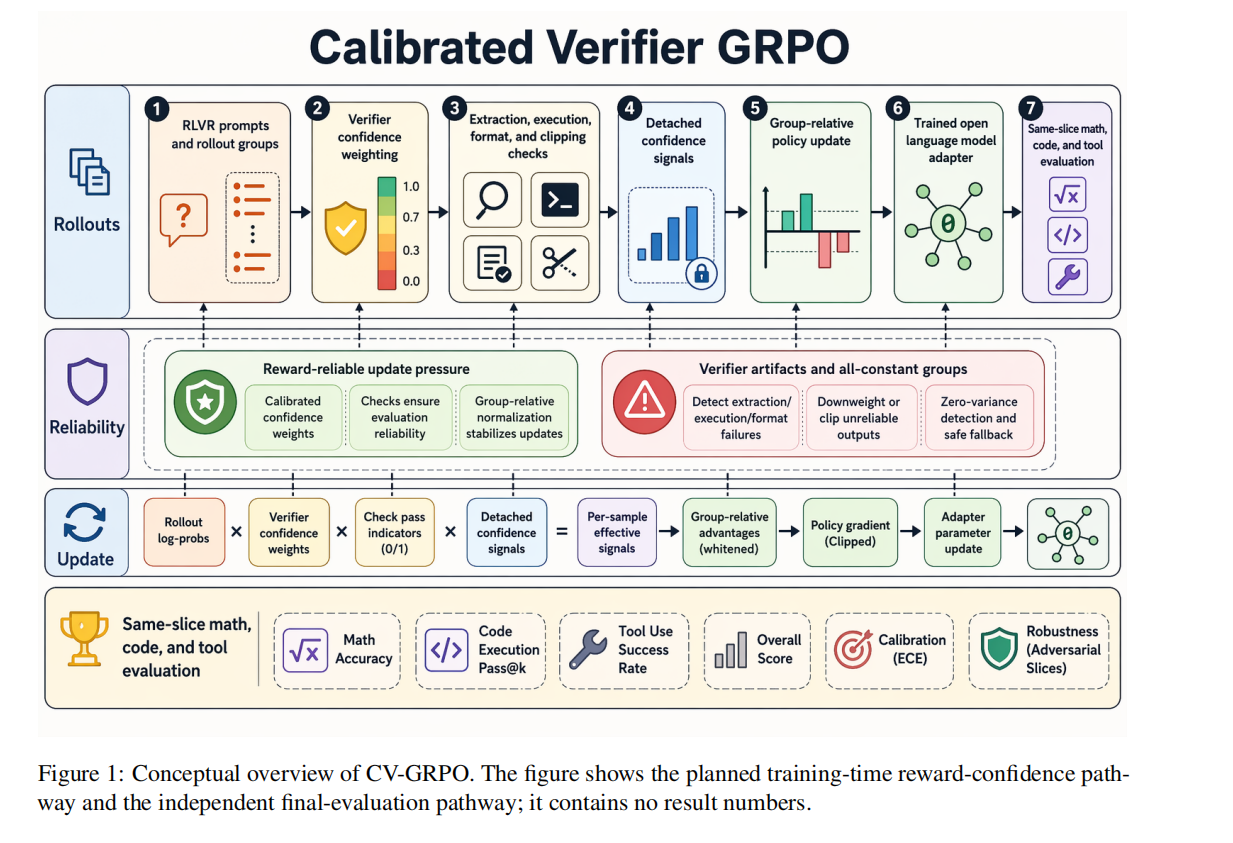 Calibrated Verifier GRPO
Rollouts
1
RLVR prompts
and rollout groups
?
2
Verifier
confidence
weighting
1.0
0.7
0.3
0.0
3
Extraction, execution,
format, and clipping
checks
>_
4
Detached
confidence
signals
5
Group-relative
policy update
6
Trained open
language model
adapter
θ
7
Same-slice math,
code, and tool
evaluation
√x
</>
Reliability
Reward-reliable update pressure
Calibrated
confidence
weights
Checks ensure
evaluation
reliability
Group-relative
normalization
stabilizes updates
Verifier artifacts and all-constant groups
!
Detect extraction/
execution/format
failures
Downweight or
clip unreliable
outputs
Zero-variance
detection and
safe fallback
Update
Rollout
log-probs
×
Verifier
confidence
weights
×
Check pass
indicators
(0/1)
×
Detached
confidence
signals
=
Per-sample
effective
signals
Group-relative
advantages
(whitened)
Policy gradient
(Clipped)
Adapter
parameter
update
θ
Same-slice math,
code, and tool
evaluation
√x
Math
Accuracy
</>
Code
Execution
Pass@k
Tool Use
Success
Rate
Overall
Score
Calibration
(ECE)
Robustness
(Adversarial
Slices)
Figure 1: Conceptual overview of CV-GRPO. The figure shows the planned training-time reward-confidence path-
way and the independent final-evaluation pathway; it contains no result numbers.